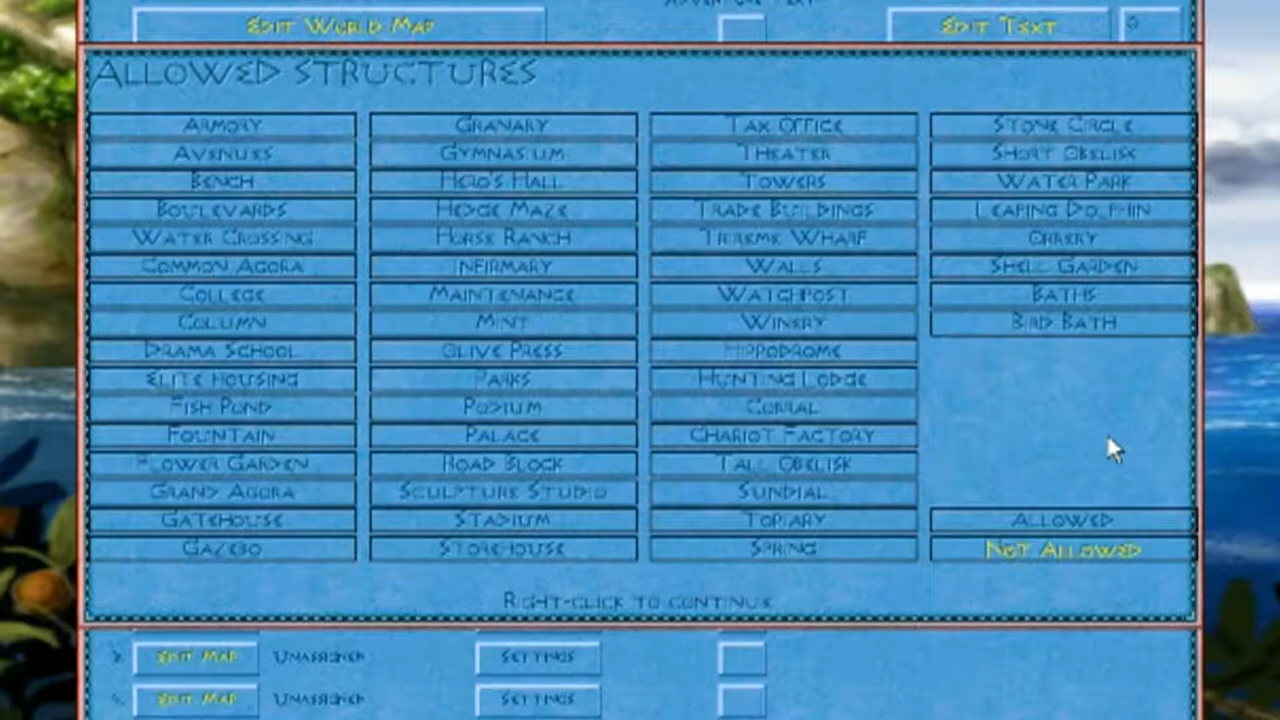 Edit World Map
Edit Text
0
Allowed Structures
Armory
Avenues
Bench
Boulevards
Water Crossing
Common Agora
College
Column
Drama School
Elite Housing
Fish Pond
Fountain
Flower Garden
Grand Agora
Gatehouse
Gazebo
Granary
Gymnasium
Hero's Hall
Hedge Maze
Horse Ranch
Infirmary
Maintenance
Mint
Olive Press
Parks
Podium
Palace
Road Block
Sculpture Studio
Stadium
Storehouse
Tax Office
Theater
Towers
Trade Buildings
Trireme Wharf
Walls
Watchpost
Winery
Hippodrome
Hunting Lodge
Corral
Chariot Factory
Tall Obelisk
Sundial
Topiary
Spring
Stone Circle
Short Obelisk
Water Park
Leaping Dolphin
Orrery
Shell Garden
Baths
Bird Bath
Allowed
Not Allowed
Right-click to continue
Edit Map Unassigned Settings
Edit Map Unassigned Settings